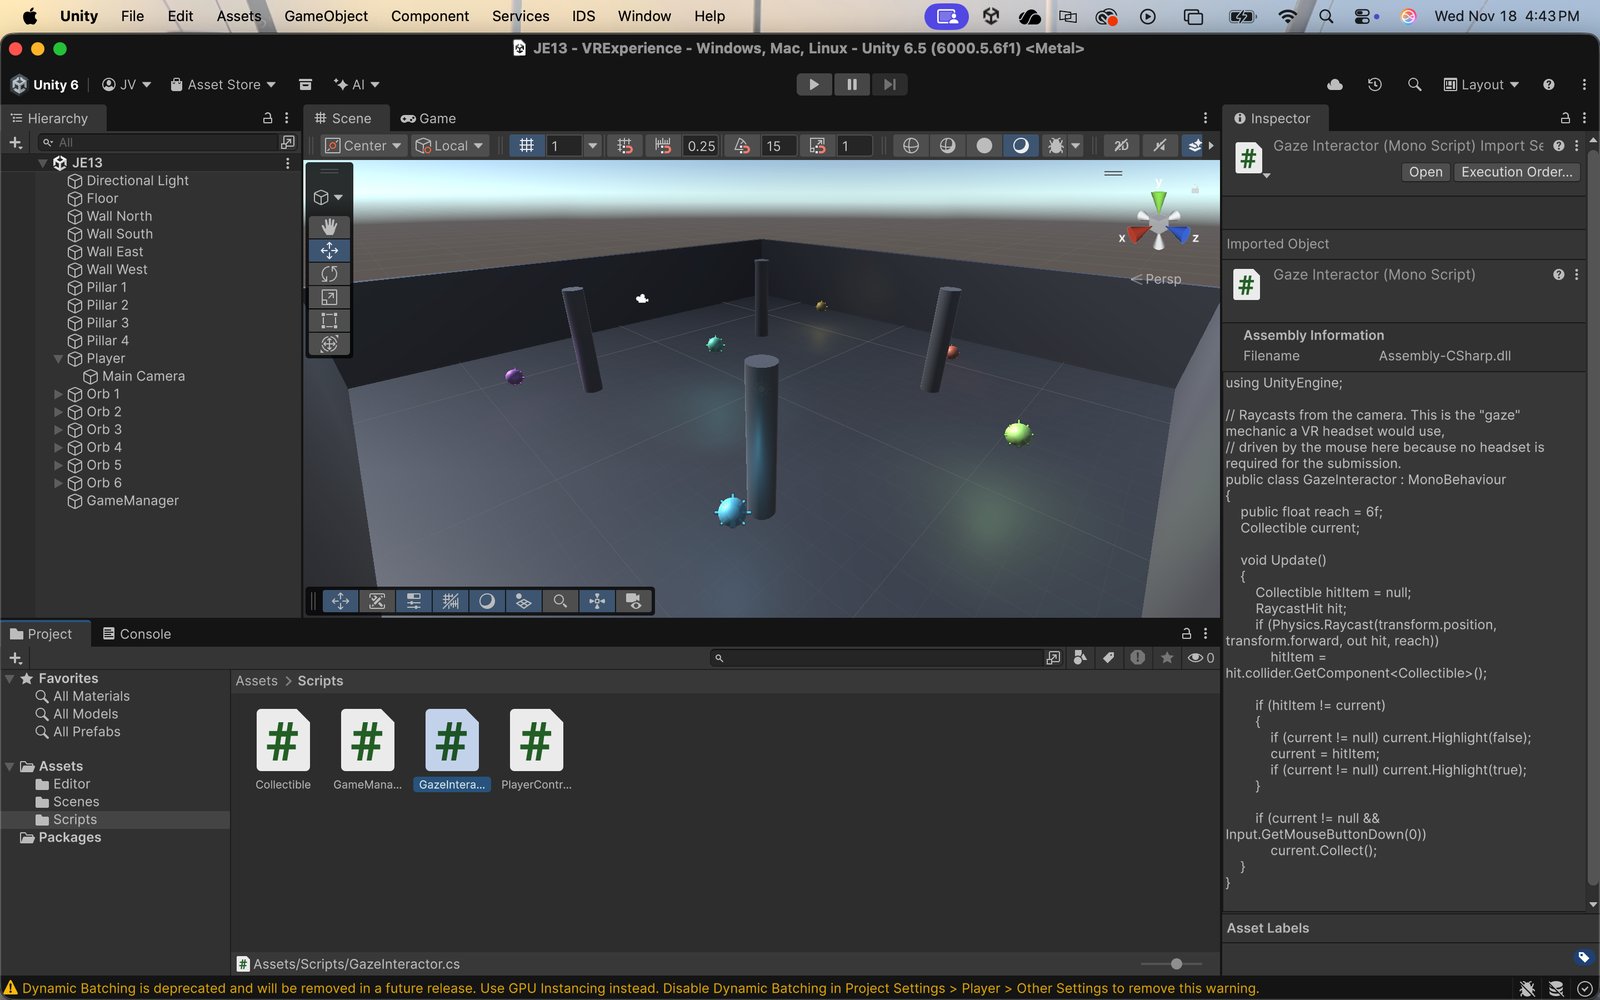 Unity File Edit Assets GameObject Component Services IDS Window Help Wed Nov 18 4:43 PM
JE13 - VRExperience - Windows, Mac, Linux - Unity 6.5 (6000.5.6f1) <Metal>
Unity 6 JV Asset Store AI Layout
Hierarchy
All
JE13
Directional Light
Floor
Wall North
Wall South
Wall East
Wall West
Pillar 1
Pillar 2
Pillar 3
Pillar 4
Player
Main Camera
Orb 1
Orb 2
Orb 3
Orb 4
Orb 5
Orb 6
GameManager
Scene Game
Center Local 1 0.25 15 1 2D
y
x z
Persp
Inspector
Gaze Interactor (Mono Script) Import Se
Open Execution Order...
Imported Object
Gaze Interactor (Mono Script)
Assembly Information
Filename Assembly-CSharp.dll
using UnityEngine;
// Raycasts from the camera. This is the "gaze"
mechanic a VR headset would use,
// driven by the mouse here because no headset is
required for the submission.
public class GazeInteractor : MonoBehaviour
{
public float reach = 6f;
Collectible current;
void Update()
{
Collectible hitItem = null;
RaycastHit hit;
if (Physics.Raycast(transform.position,
transform.forward, out hit, reach))
hitItem =
hit.collider.GetComponent<Collectible>();
if (hitItem != current)
{
if (current != null) current.Highlight(false);
current = hitItem;
if (current != null) current.Highlight(true);
}
if (current != null &&
Input.GetMouseButtonDown(0))
current.Collect();
}
}
Asset Labels
Project Console
0
Favorites
All Materials
All Models
All Prefabs
Assets
Editor
Scenes
Scripts
Packages
Assets > Scripts
Collectible GameMana... GazeIntera... PlayerContr...
Assets/Scripts/GazeInteractor.cs
Dynamic Batching is deprecated and will be removed in a future release. Use GPU Instancing instead. Disable Dynamic Batching in Project Settings > Player > Other Settings to remove this warning.